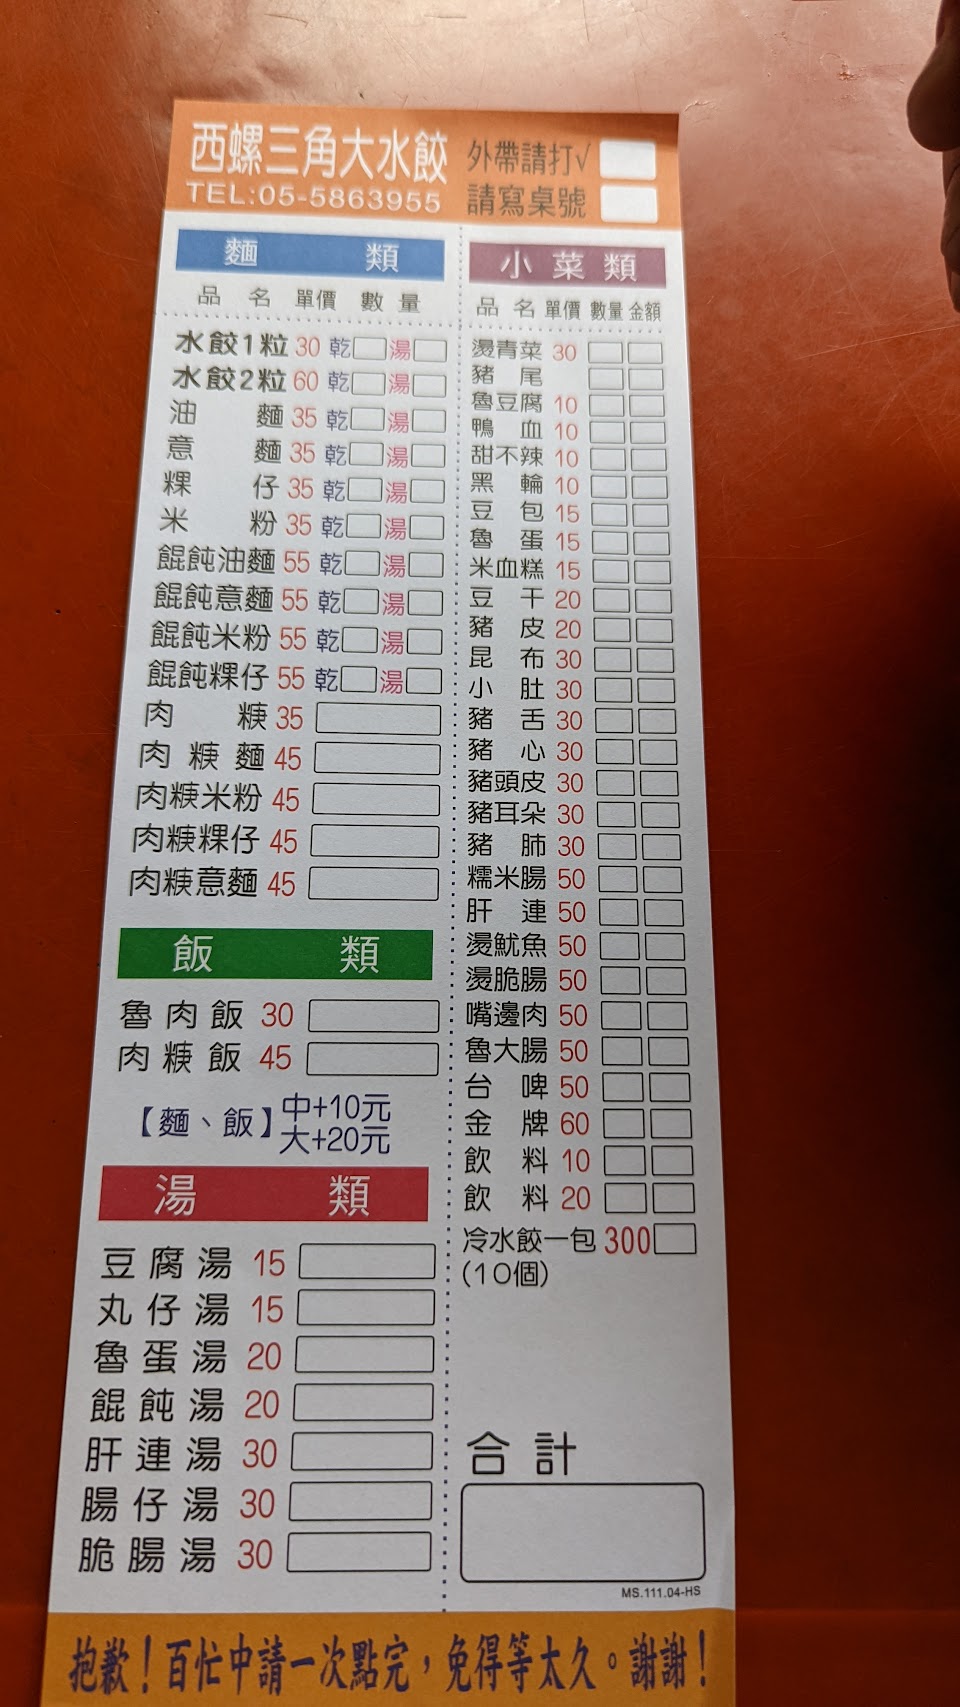 西螺三角大水餃
TEL:05-5863955
外帶請打√
請寫桌號
麵 類
品 名 單價 數 量
水餃1粒 30 乾 湯
水餃2粒 60 乾 湯
油 麵 35 乾 湯
意 麵 35 乾 湯
粿 仔 35 乾 湯
米 粉 35 乾 湯
餛飩油麵 55 乾 湯
餛飩意麵 55 乾 湯
餛飩米粉 55 乾 湯
餛飩粿仔 55 乾 湯
肉 焿 35
肉 焿 麵 45
肉焿米粉 45
肉焿粿仔 45
肉焿意麵 45
飯 類
魯 肉 飯 30
肉 焿 飯 45
【麵、飯】中+10元
大+20元
湯 類
豆 腐 湯 15
丸 仔 湯 15
魯 蛋 湯 20
餛 飩 湯 20
肝 連 湯 30
腸 仔 湯 30
脆 腸 湯 30
小 菜 類
品 名 單價 數量 金額
燙青菜 30
豬 尾
魯豆腐 10
鴨 血 10
甜不辣 10
黑 輪 10
豆 包 15
魯 蛋 15
米血糕 15
豆 干 20
豬 皮 20
昆 布 30
小 肚 30
豬 舌 30
豬 心 30
豬頭皮 30
豬耳朵 30
豬 肺 30
糯米腸 50
肝 連 50
燙魷魚 50
燙脆腸 50
嘴邊肉 50
魯大腸 50
台 啤 50
金 牌 60
飲 料 10
飲 料 20
冷水餃一包 300
(10個)
合 計
MS.111.04-HS
抱歉！百忙中請一次點完，免得等太久。謝謝！